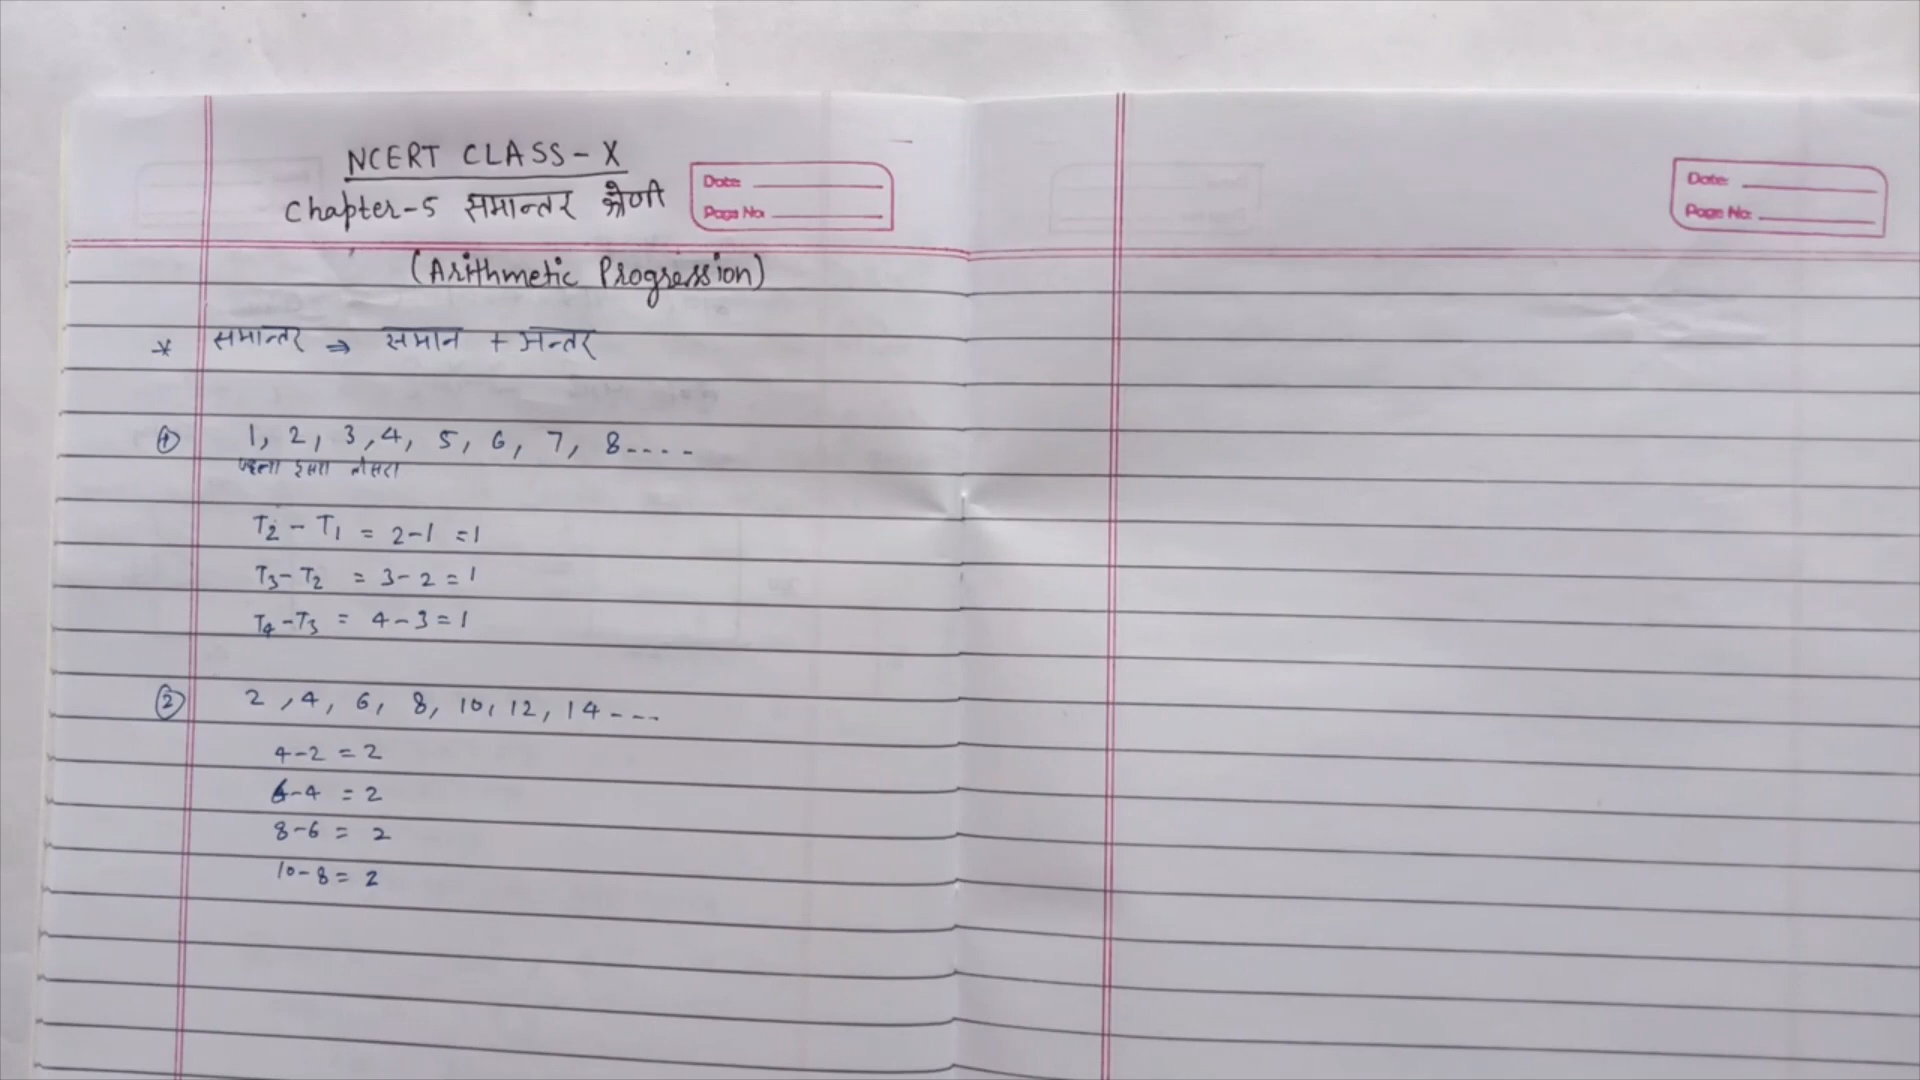 NCERT CLASS - X
Chapter-5 समान्तर श्रेणी
Date:
Page No:
Date:
Page No:
(Arithmetic Progression)
* समान्तर ⇒ समान + अन्तर
① 1, 2, 3, 4, 5, 6, 7, 8 ----
पहला दूसरा तीसरा
T₂ - T₁ = 2-1 = 1
T₃ - T₂ = 3-2 = 1
T₄ - T₃ = 4-3 = 1
② 2, 4, 6, 8, 10, 12, 14 ----
4-2 = 2
6-4 = 2
8-6 = 2
10-8 = 2